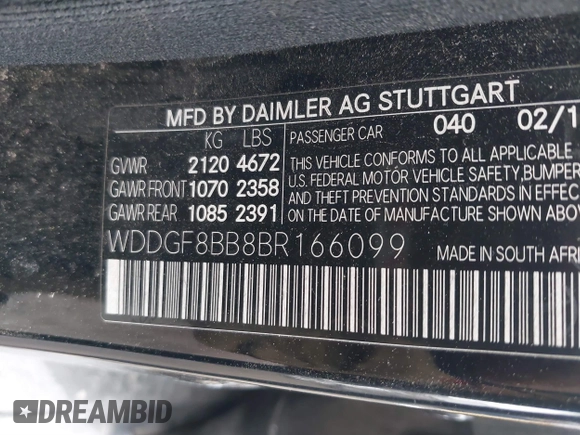 MFD BY DAIMLER AG STUTTGART
KG LBS PASSENGER CAR 040 02/1
GVWR 2120 4672 THIS VEHICLE CONFORMS TO ALL APPLICABLE
GAWR FRONT 1070 2358 U.S. FEDERAL MOTOR VEHICLE SAFETY, BUMPER
GAWR REAR 1085 2391 AND THEFT PREVENTION STANDARDS IN EFFEC
ON THE DATE OF MANUFACTURE SHOWN ABOVE
WDDGF8BB8BR166099 MADE IN SOUTH AFRI
DREAMBID